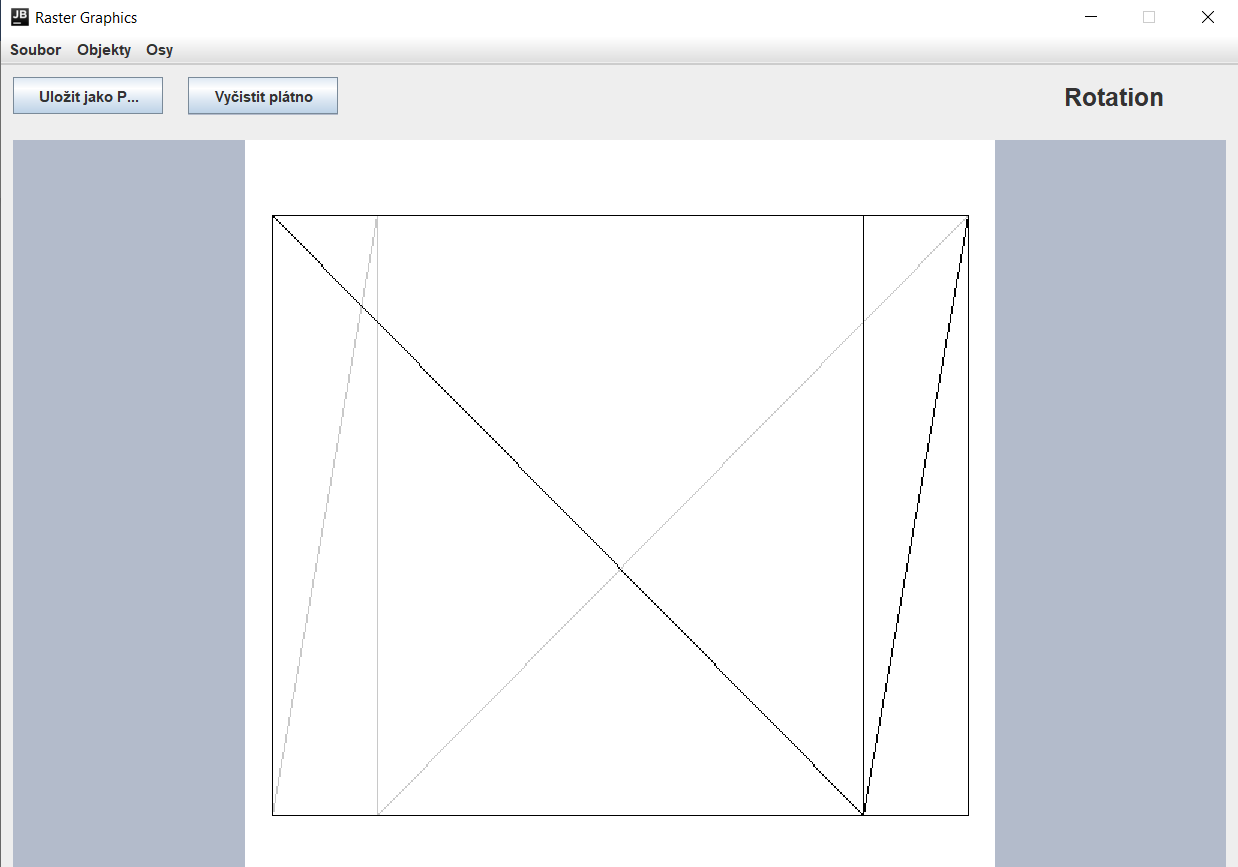 JB Raster Graphics
Soubor Objekty Osy
Uložit jako P... Vyčistit plátno Rotation